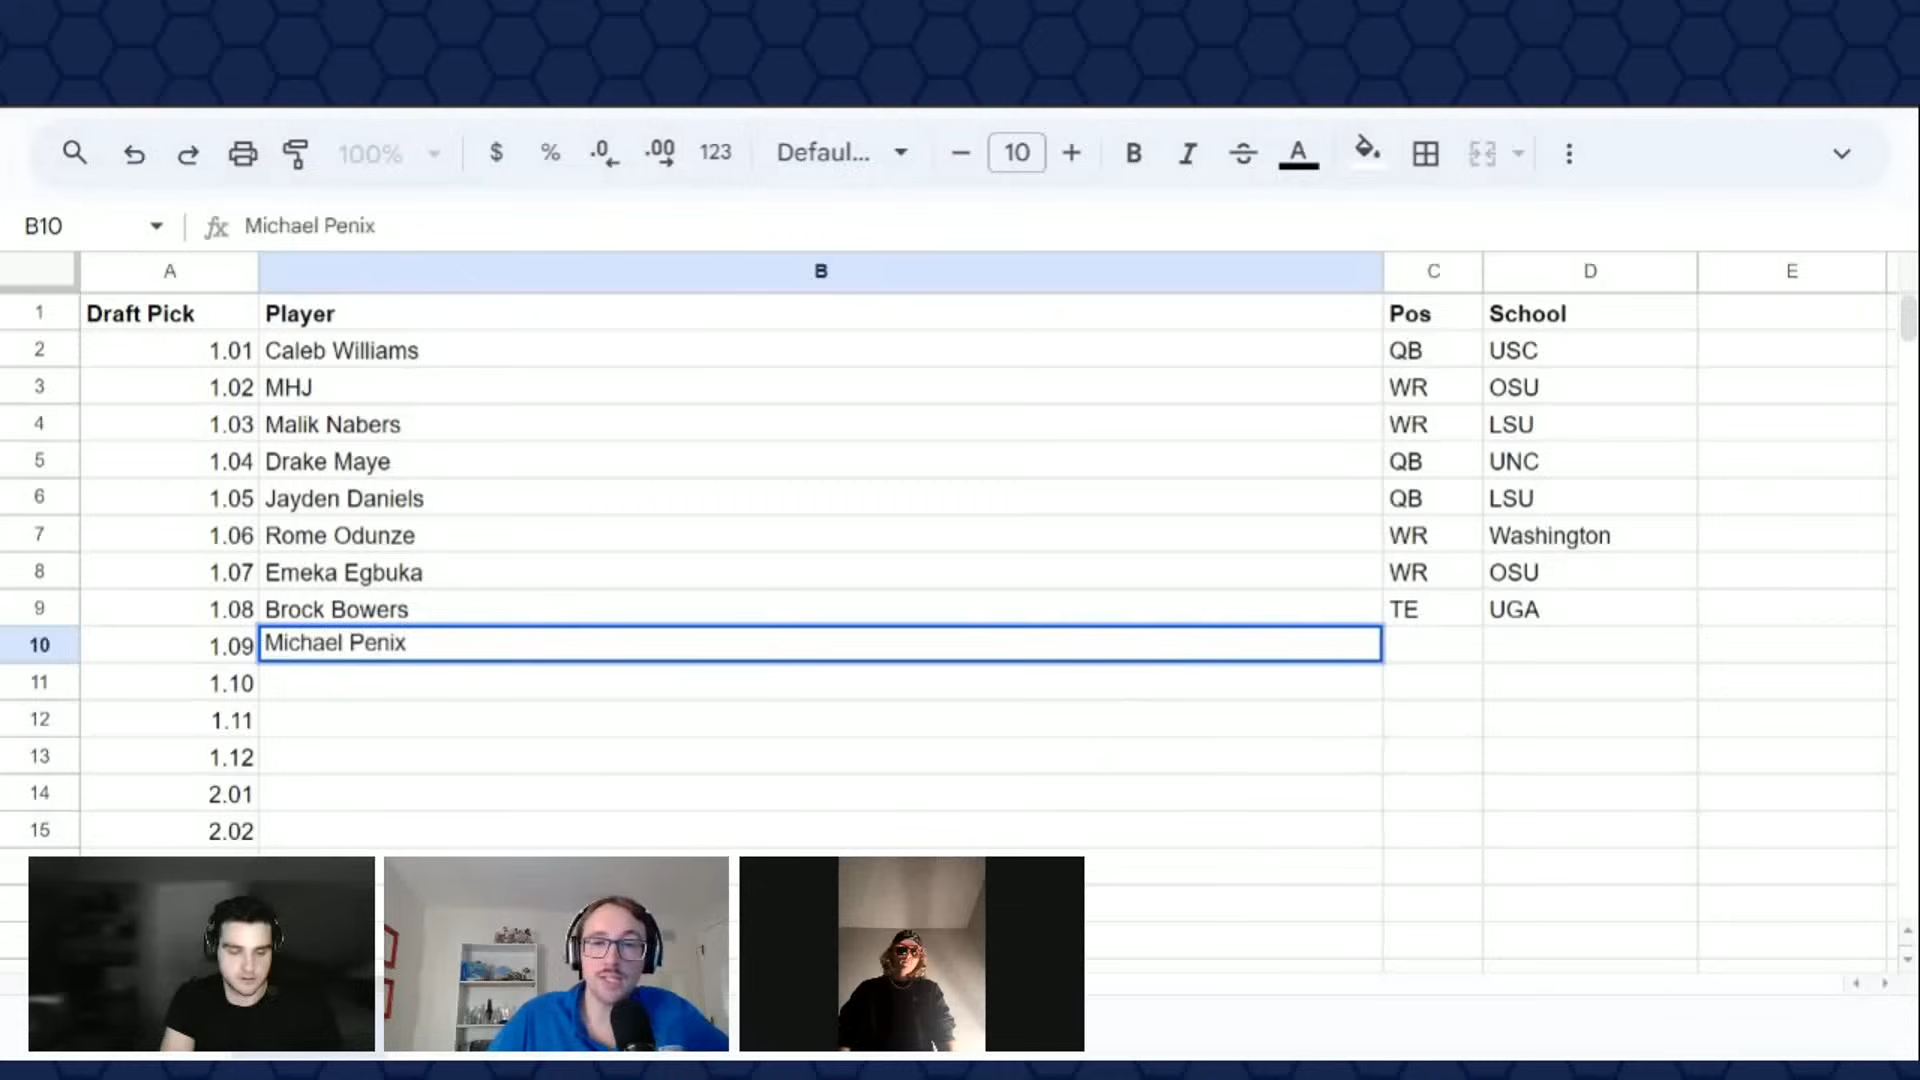 100% $ % .0 .00 123 Defaul... 10 B I A
B10 fx Michael Penix
A B C D E
1 Draft Pick Player Pos School
2 1.01 Caleb Williams QB USC
3 1.02 MHJ WR OSU
4 1.03 Malik Nabers WR LSU
5 1.04 Drake Maye QB UNC
6 1.05 Jayden Daniels QB LSU
7 1.06 Rome Odunze WR Washington
8 1.07 Emeka Egbuka WR OSU
9 1.08 Brock Bowers TE UGA
10 1.09 Michael Penix
11 1.10
12 1.11
13 1.12
14 2.01
15 2.02